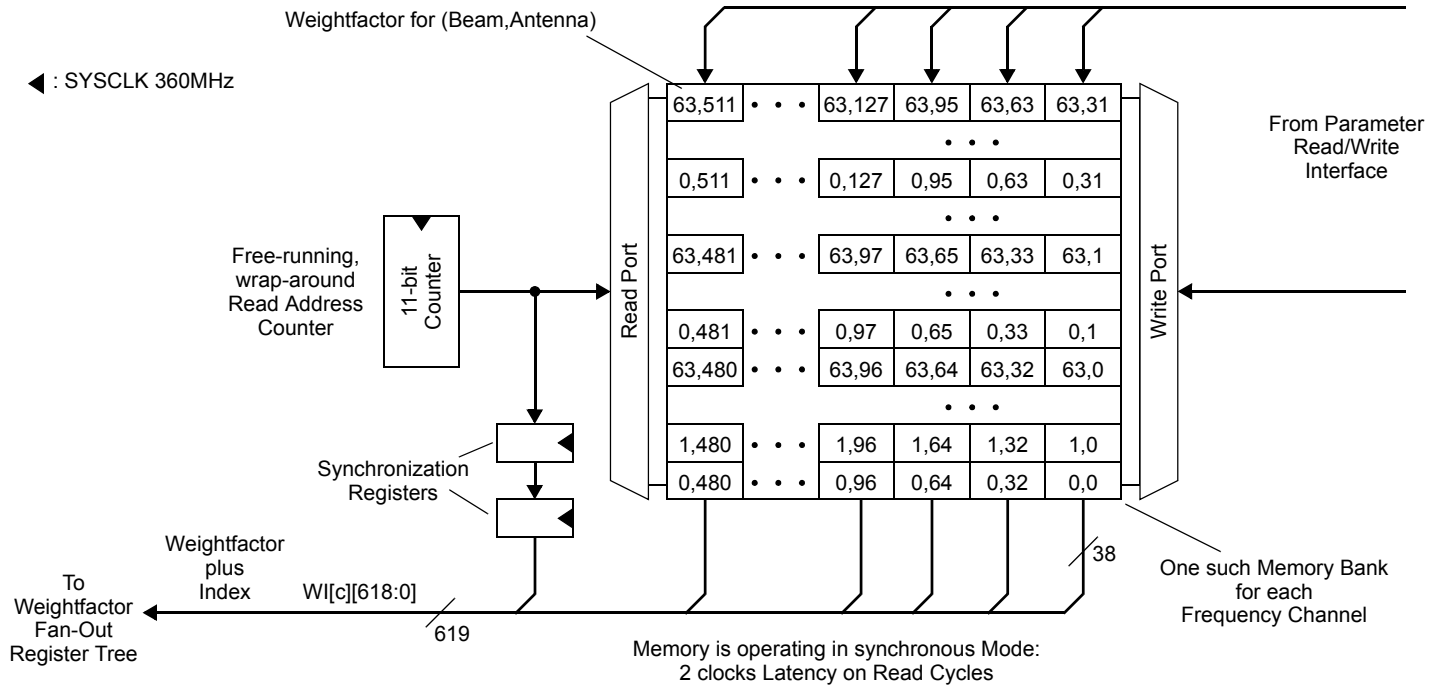 Weightfactor for (Beam,Antenna)
◀ : SYSCLK 360MHz
63,511 • • • 63,127 63,95 63,63 63,31
• • •
0,511 • • • 0,127 0,95 0,63 0,31
• • •
63,481 • • • 63,97 63,65 63,33 63,1
• • •
0,481 • • • 0,97 0,65 0,33 0,1
63,480 • • • 63,96 63,64 63,32 63,0
• • •
1,480 • • • 1,96 1,64 1,32 1,0
0,480 • • • 0,96 0,64 0,32 0,0
From Parameter
Read/Write
Interface
Free-running,
wrap-around
Read Address
Counter
11-bit
Counter
Read Port
Write Port
Synchronization
Registers
38
Weightfactor
plus
Index
To
Weightfactor
Fan-Out
Register Tree
WI[c][618:0]
619
One such Memory Bank
for each
Frequency Channel
Memory is operating in synchronous Mode:
2 clocks Latency on Read Cycles